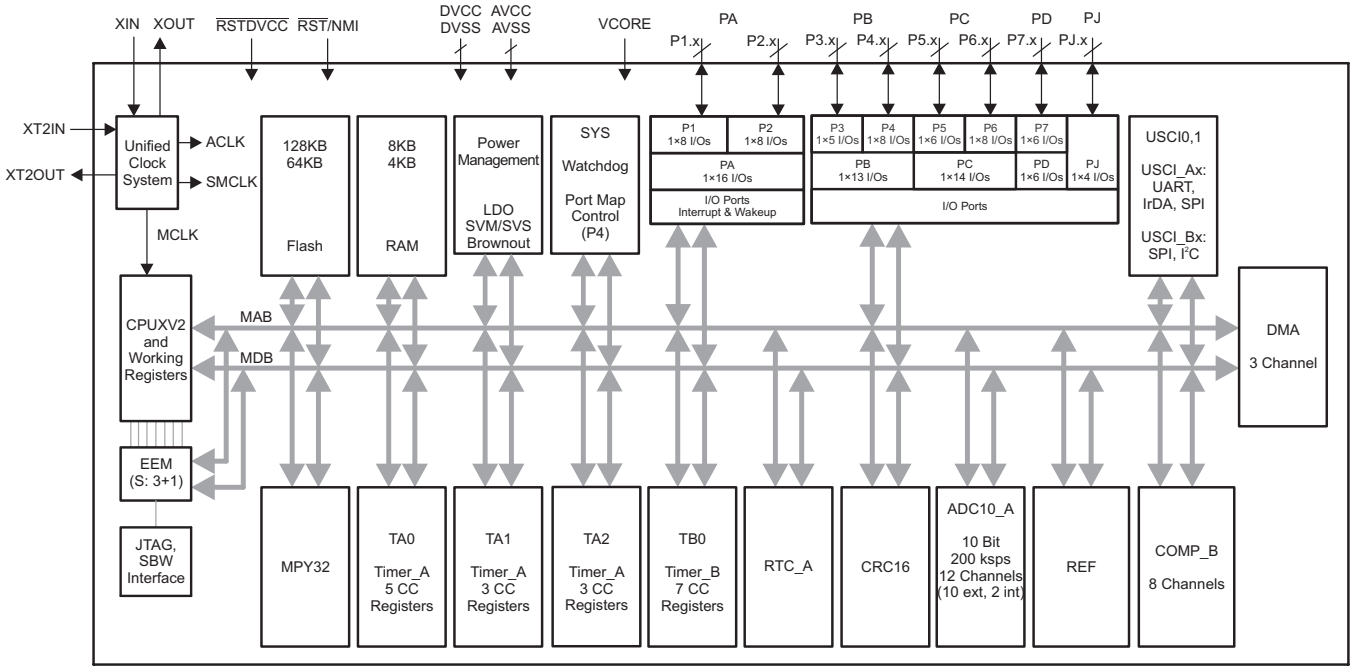 XIN
XOUT
RSTDVCC
RST/NMI
DVCC
DVSS
AVCC
AVSS
VCORE
PA
P1.x
P2.x
PB
P3.x
P4.x
PC
P5.x
P6.x
PD
P7.x
PJ
PJ.x
XT2IN
XT2OUT
Unified
Clock
System
ACLK
SMCLK
MCLK
128KB
64KB
Flash
8KB
4KB
RAM
Power
Management
LDO
SVM/SVS
Brownout
SYS
Watchdog
Port Map
Control
(P4)
P1
1×8 I/Os
P2
1×8 I/Os
PA
1×16 I/Os
I/O Ports
Interrupt & Wakeup
P3
1×5 I/Os
P4
1×8 I/Os
P5
1×6 I/Os
P6
1×8 I/Os
P7
1×6 I/Os
PB
1×13 I/Os
PC
1×14 I/Os
PD
1×6 I/Os
PJ
1×4 I/Os
I/O Ports
USCI0,1
USCI_Ax:
UART,
IrDA, SPI
USCI_Bx:
SPI, I²C
CPUXV2
and
Working
Registers
MAB
MDB
DMA
3 Channel
EEM
(S: 3+1)
JTAG,
SBW
Interface
MPY32
TA0
Timer_A
5 CC
Registers
TA1
Timer_A
3 CC
Registers
TA2
Timer_A
3 CC
Registers
TB0
Timer_B
7 CC
Registers
RTC_A
CRC16
ADC10_A
10 Bit
200 ksps
12 Channels
(10 ext, 2 int)
REF
COMP_B
8 Channels